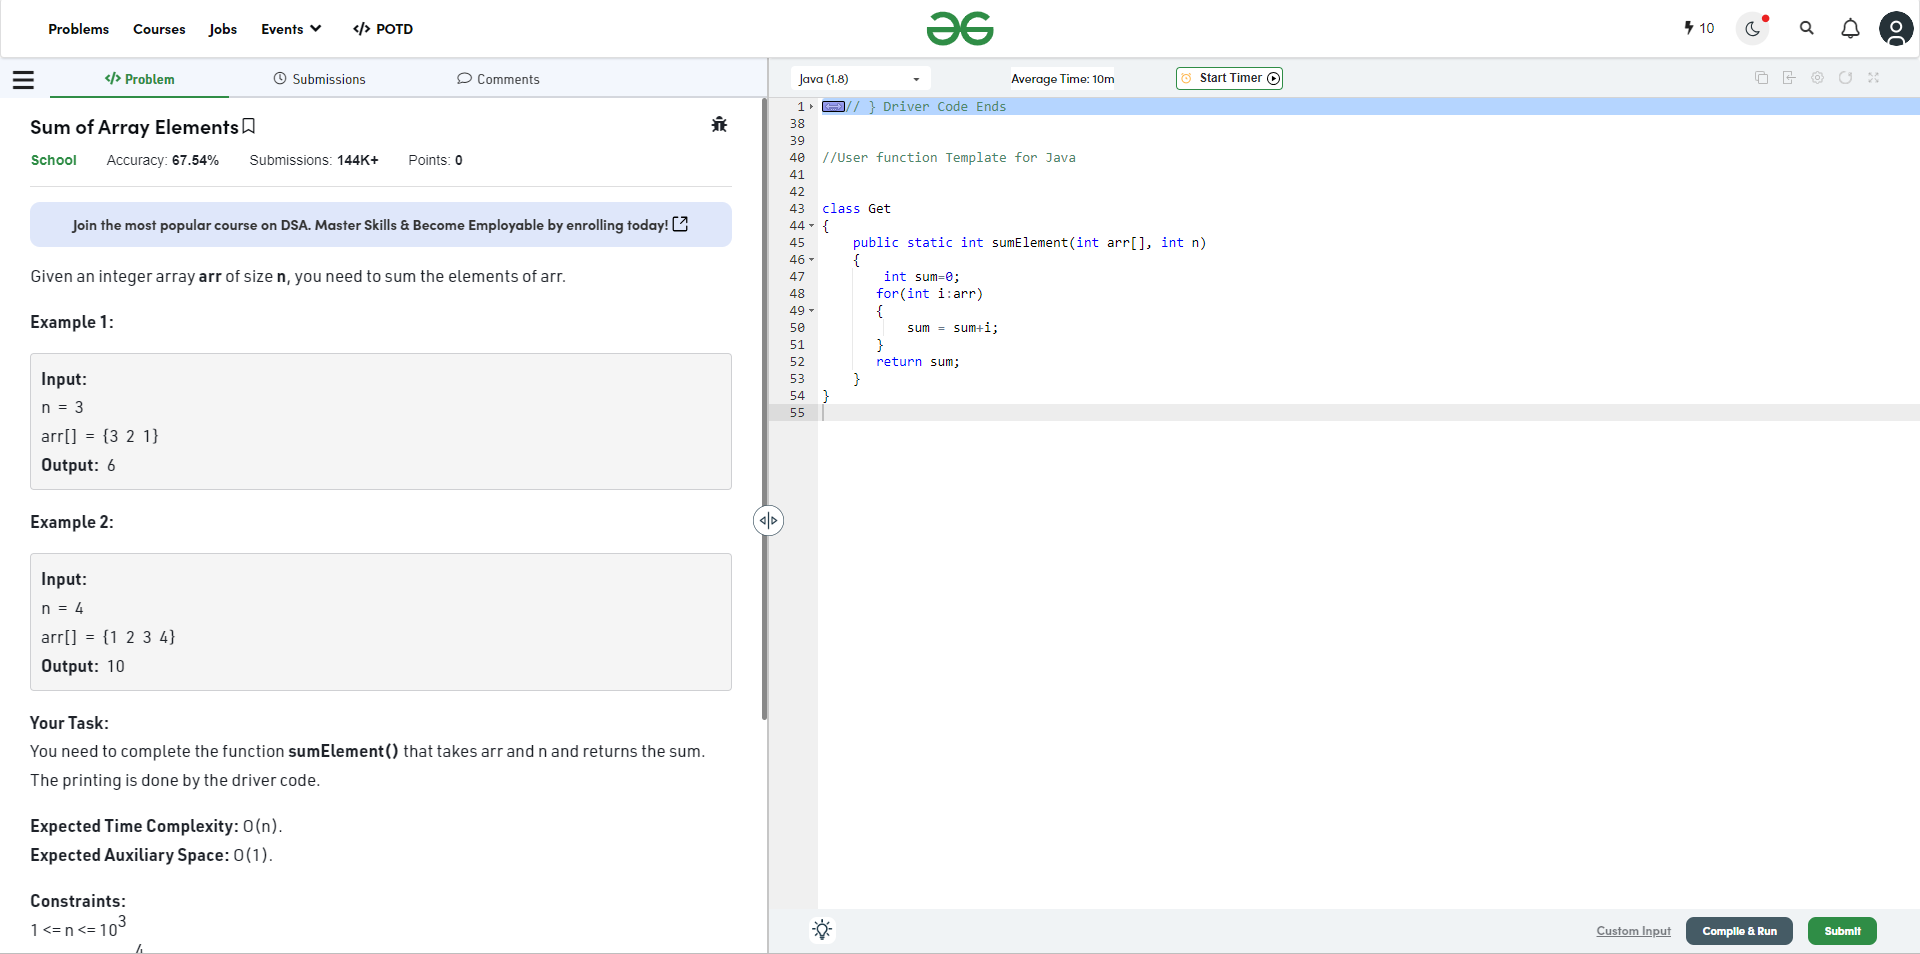 Problems Courses Jobs Events </> POTD
10
</> Problem Submissions Comments
Sum of Array Elements
School Accuracy: 67.54% Submissions: 144K+ Points: 0
Join the most popular course on DSA. Master Skills & Become Employable by enrolling today!
Given an integer array arr of size n, you need to sum the elements of arr.
Example 1:
Input:
n = 3
arr[] = {3 2 1}
Output: 6
Example 2:
Input:
n = 4
arr[] = {1 2 3 4}
Output: 10
Your Task:
You need to complete the function sumElement() that takes arr and n and returns the sum.
The printing is done by the driver code.
Expected Time Complexity: O(n).
Expected Auxiliary Space: O(1).
Constraints:
1 <= n <= 10³
Java (1.8) Average Time: 10m Start Timer
1 // } Driver Code Ends
38
39
40 //User function Template for Java
41
42
43 class Get
44 {
45 public static int sumElement(int arr[], int n)
46 {
47 int sum=0;
48 for(int i:arr)
49 {
50 sum = sum+i;
51 }
52 return sum;
53 }
54 }
55
Custom Input Compile & Run Submit